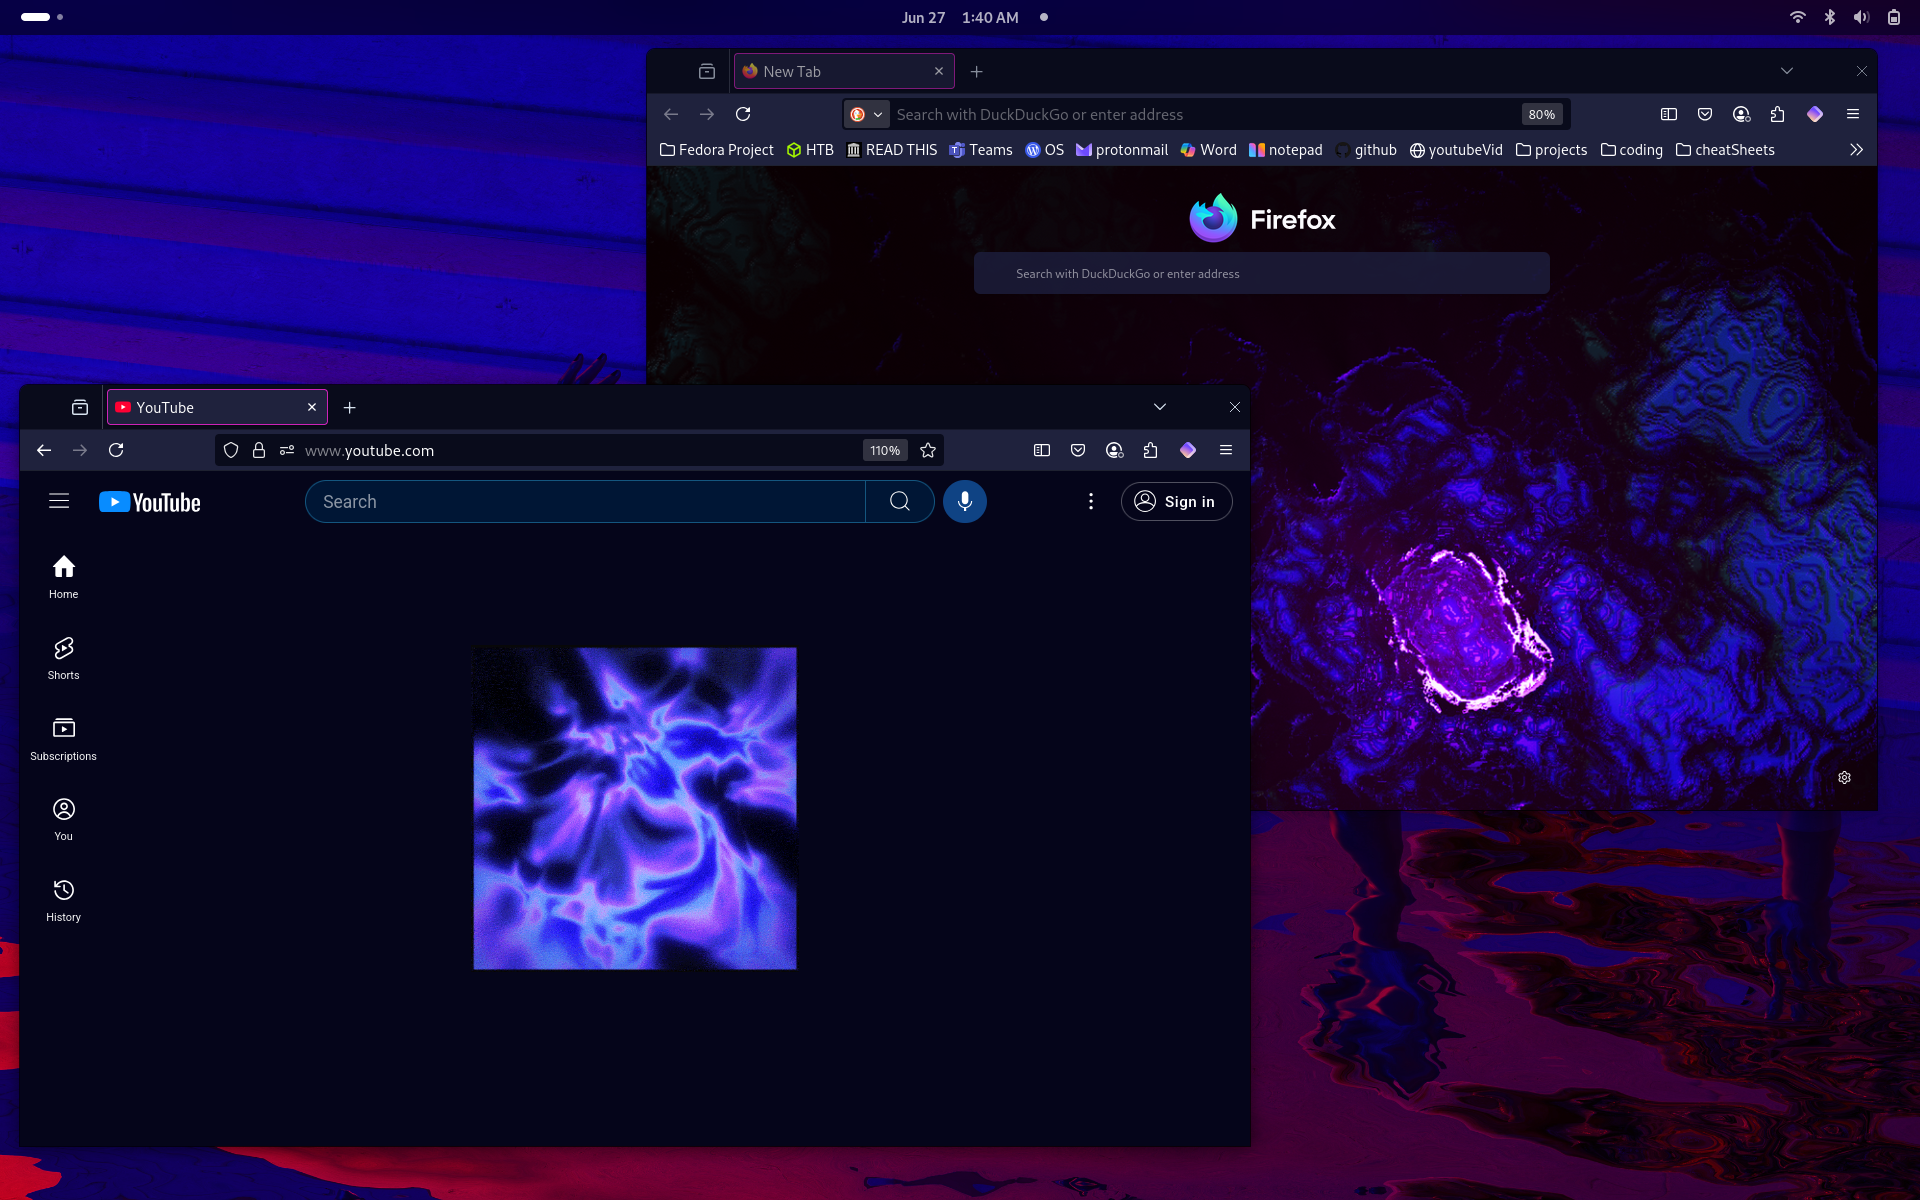 Jun 27 1:40 AM
New Tab
Search with DuckDuckGo or enter address 80%
Fedora Project HTB READ THIS Teams OS protonmail Word notepad github youtubeVid projects coding cheatSheets
Firefox
Search with DuckDuckGo or enter address
YouTube
www.youtube.com 110%
YouTube Search Sign in
Home
Shorts
Subscriptions
You
History